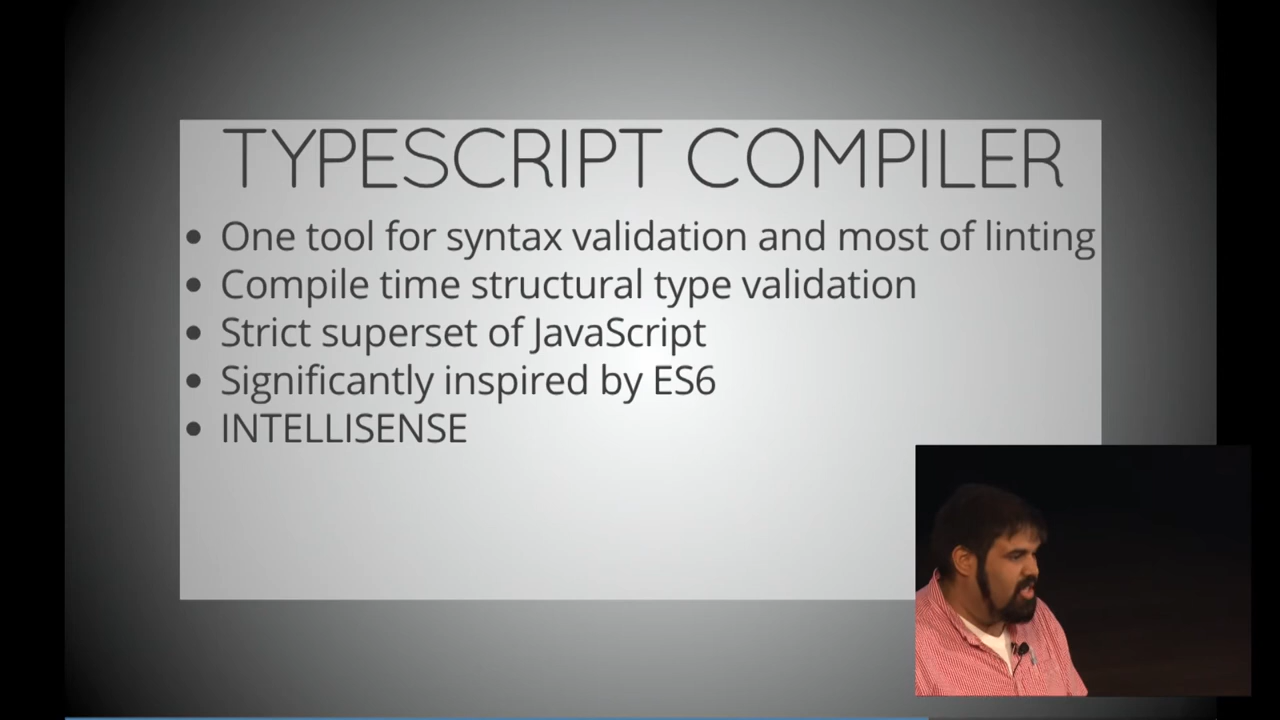 TYPESCRIPT COMPILER
One tool for syntax validation and most of linting
Compile time structural type validation
Strict superset of JavaScript
Significantly inspired by ES6
INTELLISENSE